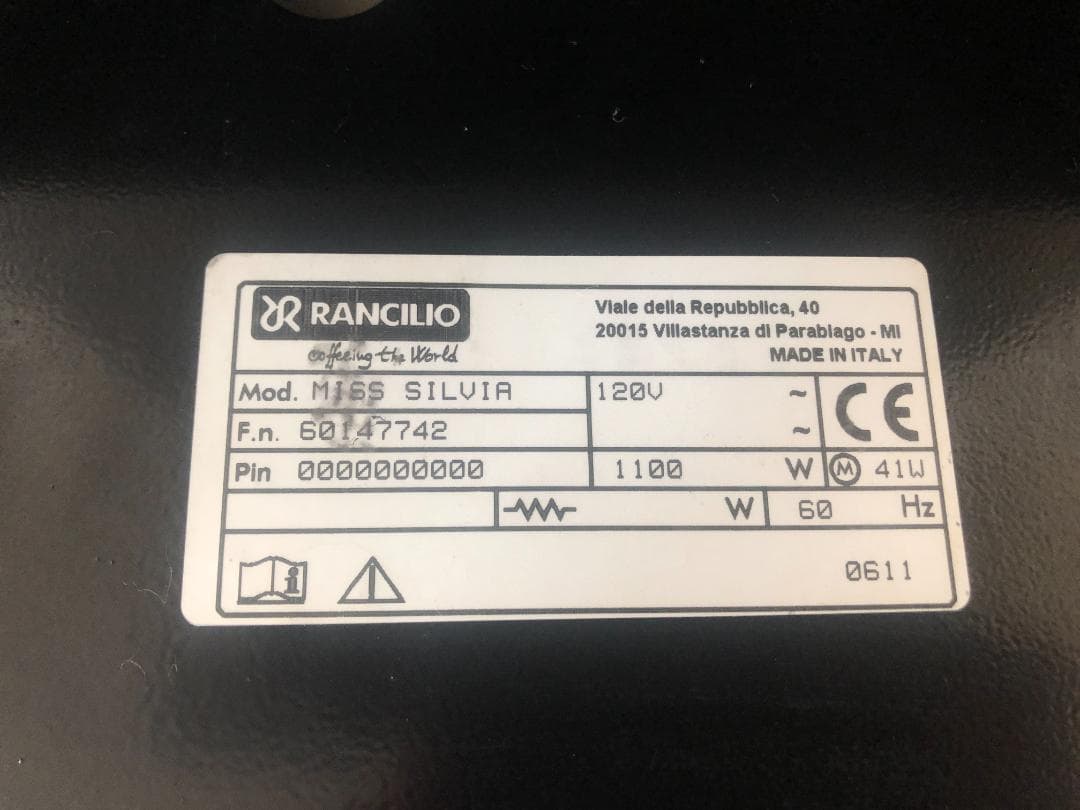 RANCILIO
coffeeing the World
Viale della Repubblica, 40
20015 Villastanza di Parabiago - MI
MADE IN ITALY
Mod. MISS SILVIA
120V ~
~
CE
F.n. 60147742
Pin 0000000000
1100 W
M 41W
W
60 Hz
i
0611